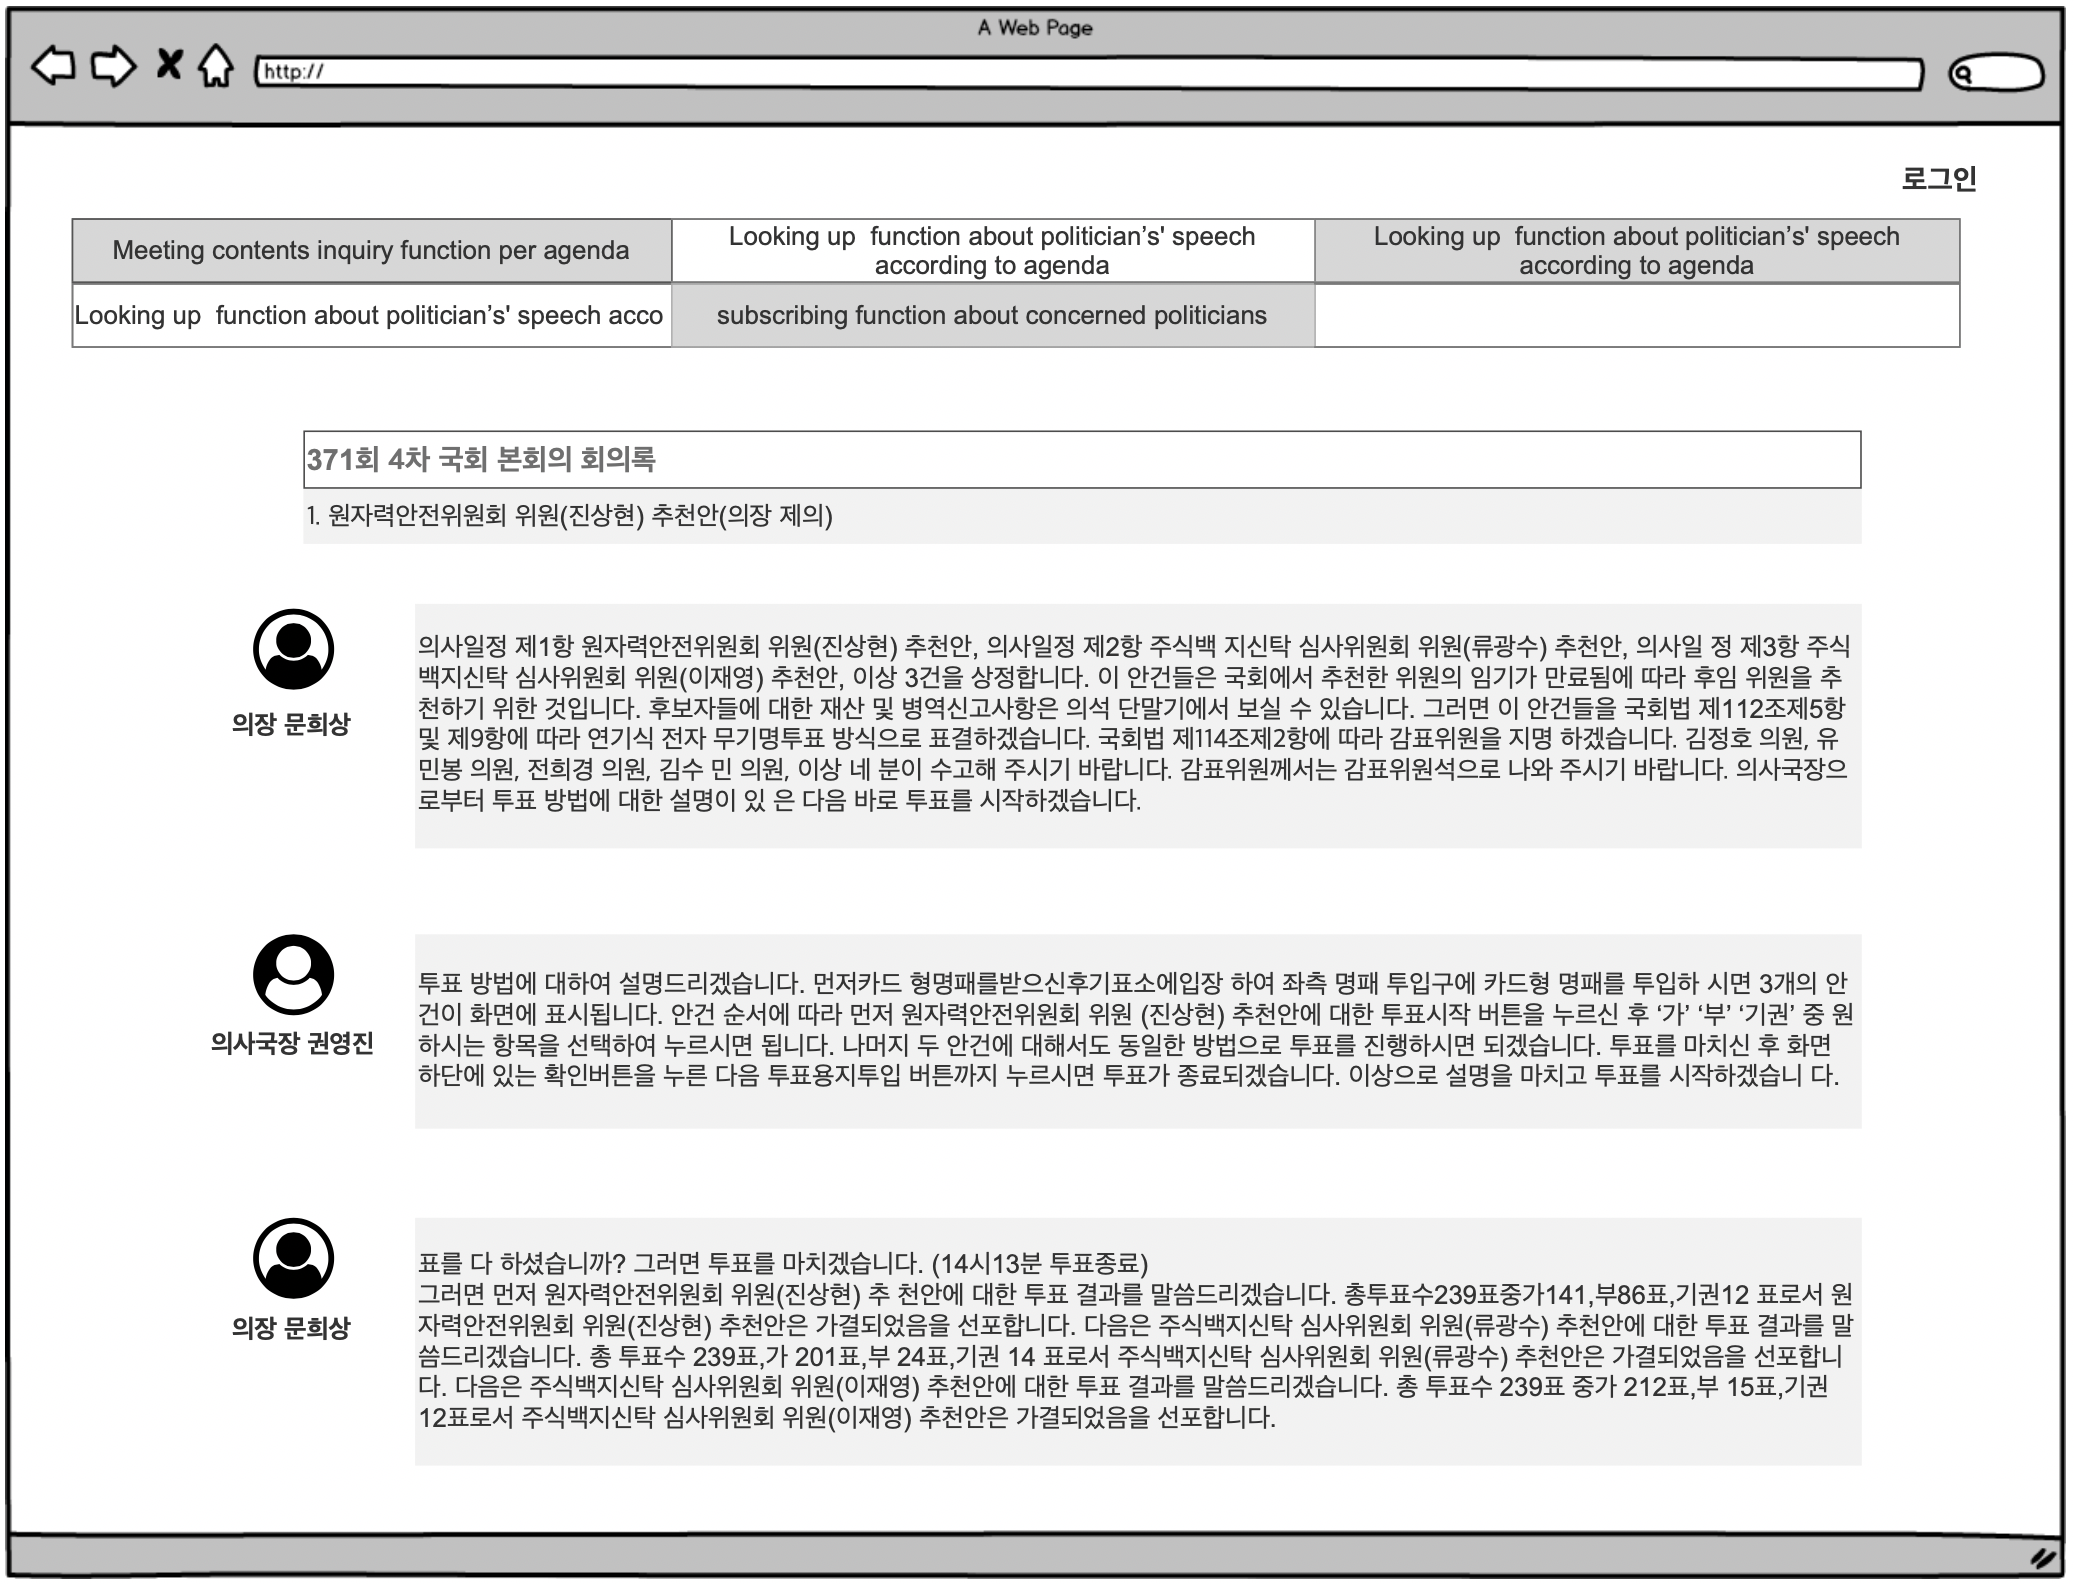 A Web Page
http://
로그인
Meeting contents inquiry function per agenda
Looking up  function about politician’s' speech
according to agenda
Looking up  function about politician’s' speech
according to agenda
Looking up  function about politician’s' speech acco
subscribing function about concerned politicians
371회 4차 국회 본회의 회의록
1. 원자력안전위원회 위원(진상현) 추천안(의장 제의)
의장 문희상
의사일정 제1항 원자력안전위원회 위원(진상현) 추천안, 의사일정 제2항 주식백 지신탁 심사위원회 위원(류광수) 추천안, 의사일 정 제3항 주식
백지신탁 심사위원회 위원(이재영) 추천안, 이상 3건을 상정합니다. 이 안건들은 국회에서 추천한 위원의 임기가 만료됨에 따라 후임 위원을 추
천하기 위한 것입니다. 후보자들에 대한 재산 및 병역신고사항은 의석 단말기에서 보실 수 있습니다. 그러면 이 안건들을 국회법 제112조제5항
및 제9항에 따라 연기식 전자 무기명투표 방식으로 표결하겠습니다. 국회법 제114조제2항에 따라 감표위원을 지명 하겠습니다. 김정호 의원, 유
민봉 의원, 전희경 의원, 김수 민 의원, 이상 네 분이 수고해 주시기 바랍니다. 감표위원께서는 감표위원석으로 나와 주시기 바랍니다. 의사국장으
로부터 투표 방법에 대한 설명이 있 은 다음 바로 투표를 시작하겠습니다.
의사국장 권영진
투표 방법에 대하여 설명드리겠습니다. 먼저카드 형명패를받으신후기표소에입장 하여 좌측 명패 투입구에 카드형 명패를 투입하 시면 3개의 안
건이 화면에 표시됩니다. 안건 순서에 따라 먼저 원자력안전위원회 위원 (진상현) 추천안에 대한 투표시작 버튼을 누르신 후 ‘가’ ‘부’ ‘기권’ 중 원
하시는 항목을 선택하여 누르시면 됩니다. 나머지 두 안건에 대해서도 동일한 방법으로 투표를 진행하시면 되겠습니다. 투표를 마치신 후 화면
하단에 있는 확인버튼을 누른 다음 투표용지투입 버튼까지 누르시면 투표가 종료되겠습니다. 이상으로 설명을 마치고 투표를 시작하겠습니 다.
의장 문희상
표를 다 하셨습니까? 그러면 투표를 마치겠습니다. (14시13분 투표종료)
그러면 먼저 원자력안전위원회 위원(진상현) 추 천안에 대한 투표 결과를 말씀드리겠습니다. 총투표수239표중가141,부86표,기권12 표로서 원
자력안전위원회 위원(진상현) 추천안은 가결되었음을 선포합니다. 다음은 주식백지신탁 심사위원회 위원(류광수) 추천안에 대한 투표 결과를 말
씀드리겠습니다. 총 투표수 239표,가 201표,부 24표,기권 14 표로서 주식백지신탁 심사위원회 위원(류광수) 추천안은 가결되었음을 선포합니
다. 다음은 주식백지신탁 심사위원회 위원(이재영) 추천안에 대한 투표 결과를 말씀드리겠습니다. 총 투표수 239표 중가 212표,부 15표,기권
12표로서 주식백지신탁 심사위원회 위원(이재영) 추천안은 가결되었음을 선포합니다.